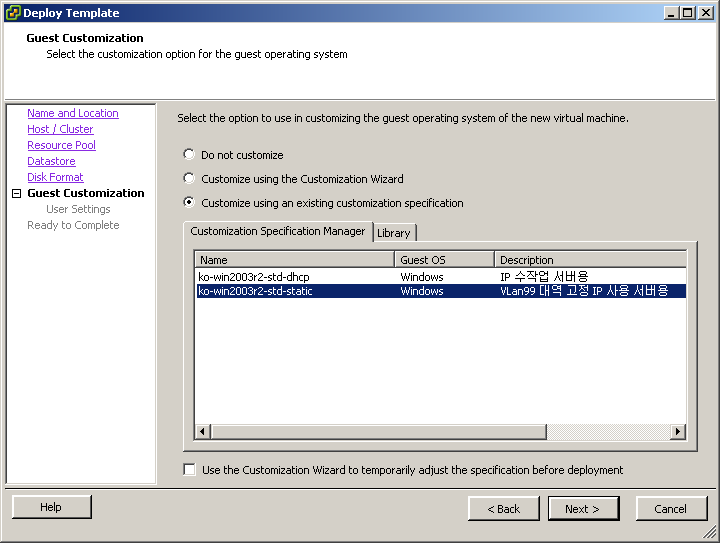 Deploy Template
Guest Customization
Select the customization option for the guest operating system
Name and Location
Host / Cluster
Resource Pool
Datastore
Disk Format
Guest Customization
User Settings
Ready to Complete
Select the option to use in customizing the guest operating system of the new virtual machine.
Do not customize
Customize using the Customization Wizard
Customize using an existing customization specification
Customization Specification Manager Library
Name Guest OS Description
ko-win2003r2-std-dhcp Windows IP 수작업 서버용
ko-win2003r2-std-static Windows VLan99 대역 고정 IP 사용 서버용
Use the Customization Wizard to temporarily adjust the specification before deployment
Help < Back Next > Cancel